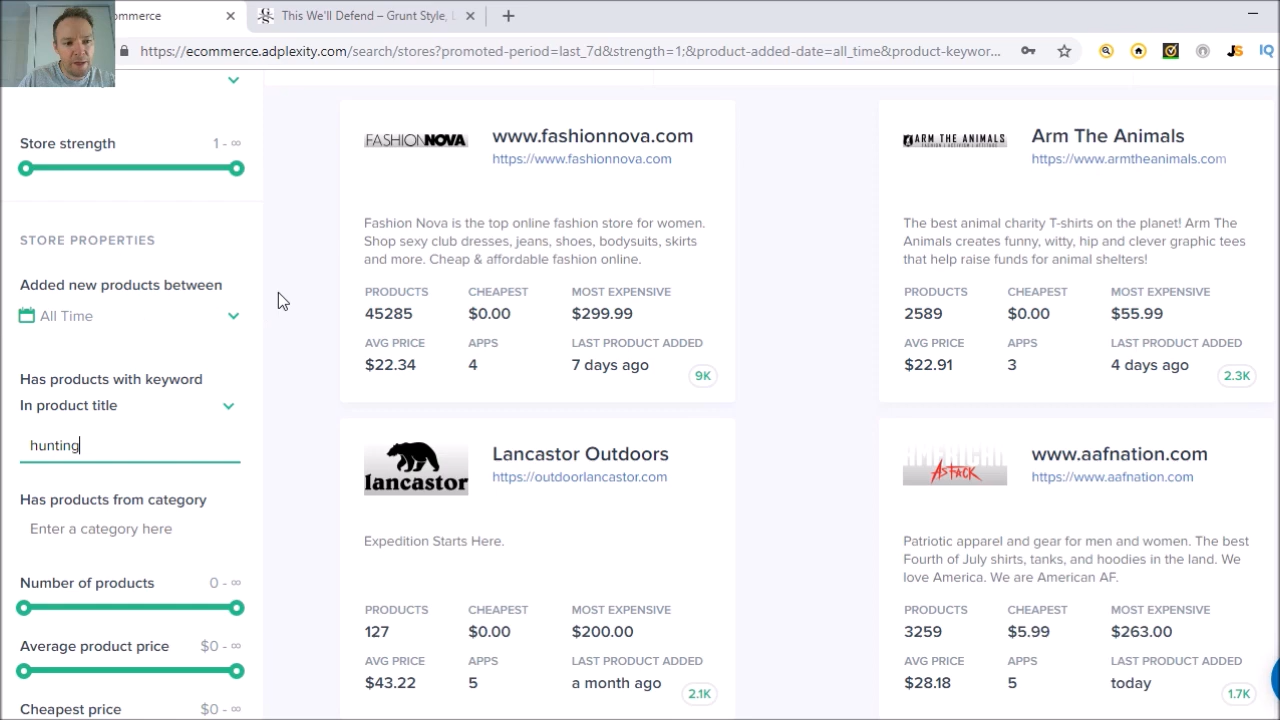 ommerce
This We'll Defend – Grunt Style, L
https://ecommerce.adplexity.com/search/stores?promoted-period=last_7d&strength=1;&product-added-date=all_time&product-keywor...
JS
IQ
Store strength
1 - ∞
STORE PROPERTIES
Added new products between
All Time
Has products with keyword
In product title
hunting
Has products from category
Enter a category here
Number of products
0 - ∞
Average product price
$0 - ∞
Cheapest price
$0 - ∞
FASHIONNOVA
www.fashionnova.com
https://www.fashionnova.com
Fashion Nova is the top online fashion store for women.
Shop sexy club dresses, jeans, shoes, bodysuits, skirts
and more. Cheap & affordable fashion online.
PRODUCTS CHEAPEST MOST EXPENSIVE
45285 $0.00 $299.99
AVG PRICE APPS LAST PRODUCT ADDED
$22.34 4 7 days ago
9K
ARM THE ANIMALS
Arm The Animals
https://www.armtheanimals.com
The best animal charity T-shirts on the planet! Arm The
Animals creates funny, witty, hip and clever graphic tees
that help raise funds for animal shelters!
PRODUCTS CHEAPEST MOST EXPENSIVE
2589 $0.00 $55.99
AVG PRICE APPS LAST PRODUCT ADDED
$22.91 3 4 days ago
2.3K
lancastor
Lancastor Outdoors
https://outdoorlancastor.com
Expedition Starts Here.
PRODUCTS CHEAPEST MOST EXPENSIVE
127 $0.00 $200.00
AVG PRICE APPS LAST PRODUCT ADDED
$43.22 5 a month ago
2.1K
AMERICAN
ASTACK
www.aafnation.com
https://www.aafnation.com
Patriotic apparel and gear for men and women. The best
Fourth of July shirts, tanks, and hoodies in the land. We
love America. We are American AF.
PRODUCTS CHEAPEST MOST EXPENSIVE
3259 $5.99 $263.00
AVG PRICE APPS LAST PRODUCT ADDED
$28.18 5 today
1.7K